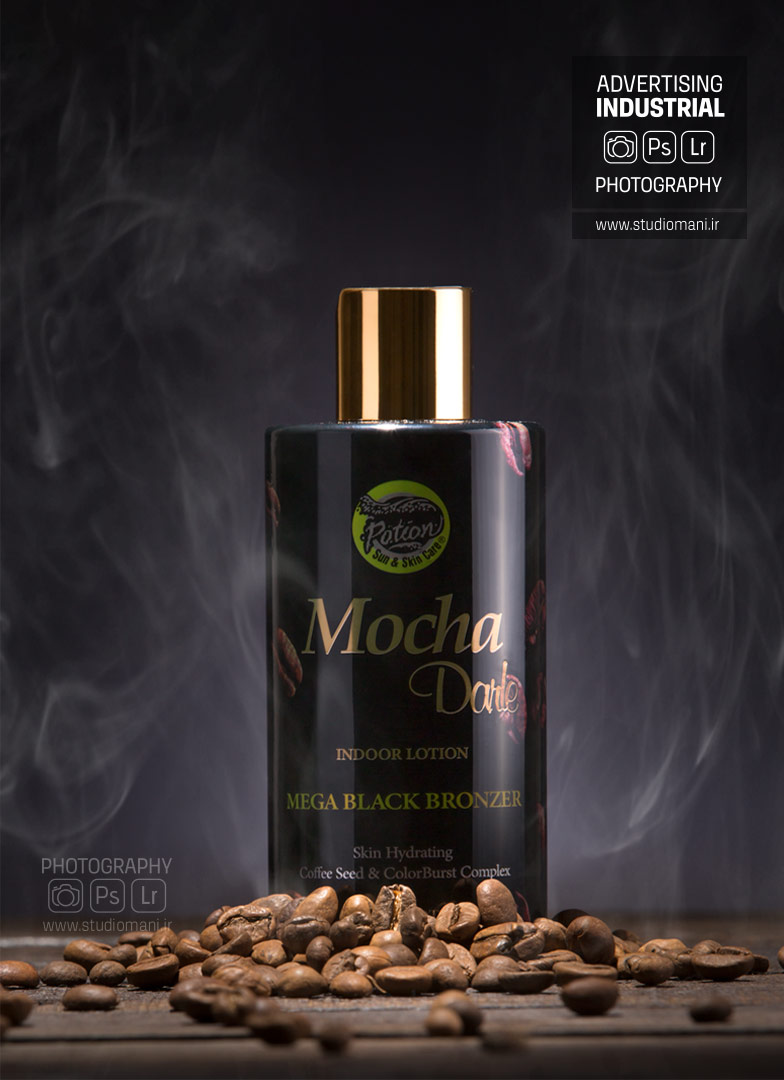 ADVERTISING
INDUSTRIAL
Ps Lr
PHOTOGRAPHY
www.studiomani.ir
Potion
Sun & Skin Care®
Mocha
Dark
INDOOR LOTION
MEGA BLACK BRONZER
Skin Hydrating
Coffee Seed & ColorBurst Complex
PHOTOGRAPHY
Ps Lr
www.studiomani.ir